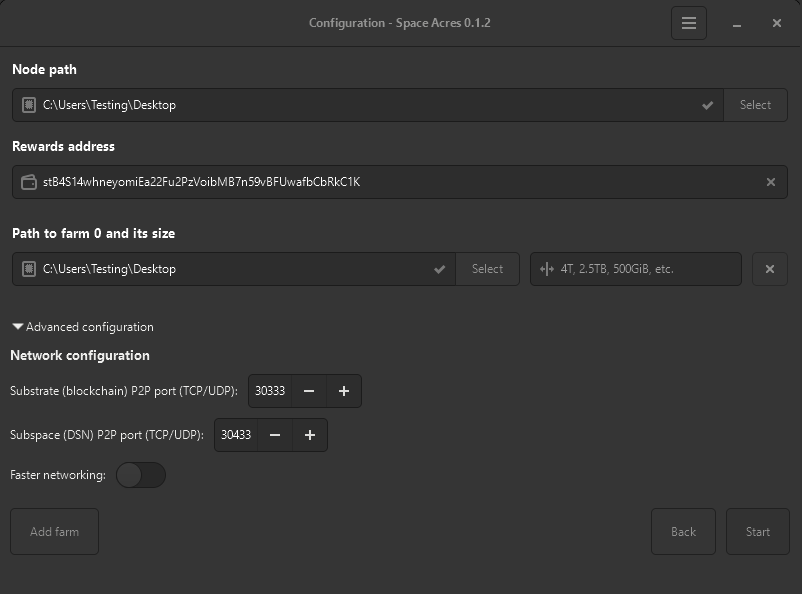 Configuration - Space Acres 0.1.2
Node path
C:\Users\Testing\Desktop
Select
Rewards address
stB4S14whneyomiEa22Fu2PzVoibMB7n59vBFUwafbCbRkC1K
Path to farm 0 and its size
C:\Users\Testing\Desktop
Select
4T, 2.5TB, 500GiB, etc.
Advanced configuration
Network configuration
Substrate (blockchain) P2P port (TCP/UDP):
30333
Subspace (DSN) P2P port (TCP/UDP):
30433
Faster networking:
Add farm
Back
Start